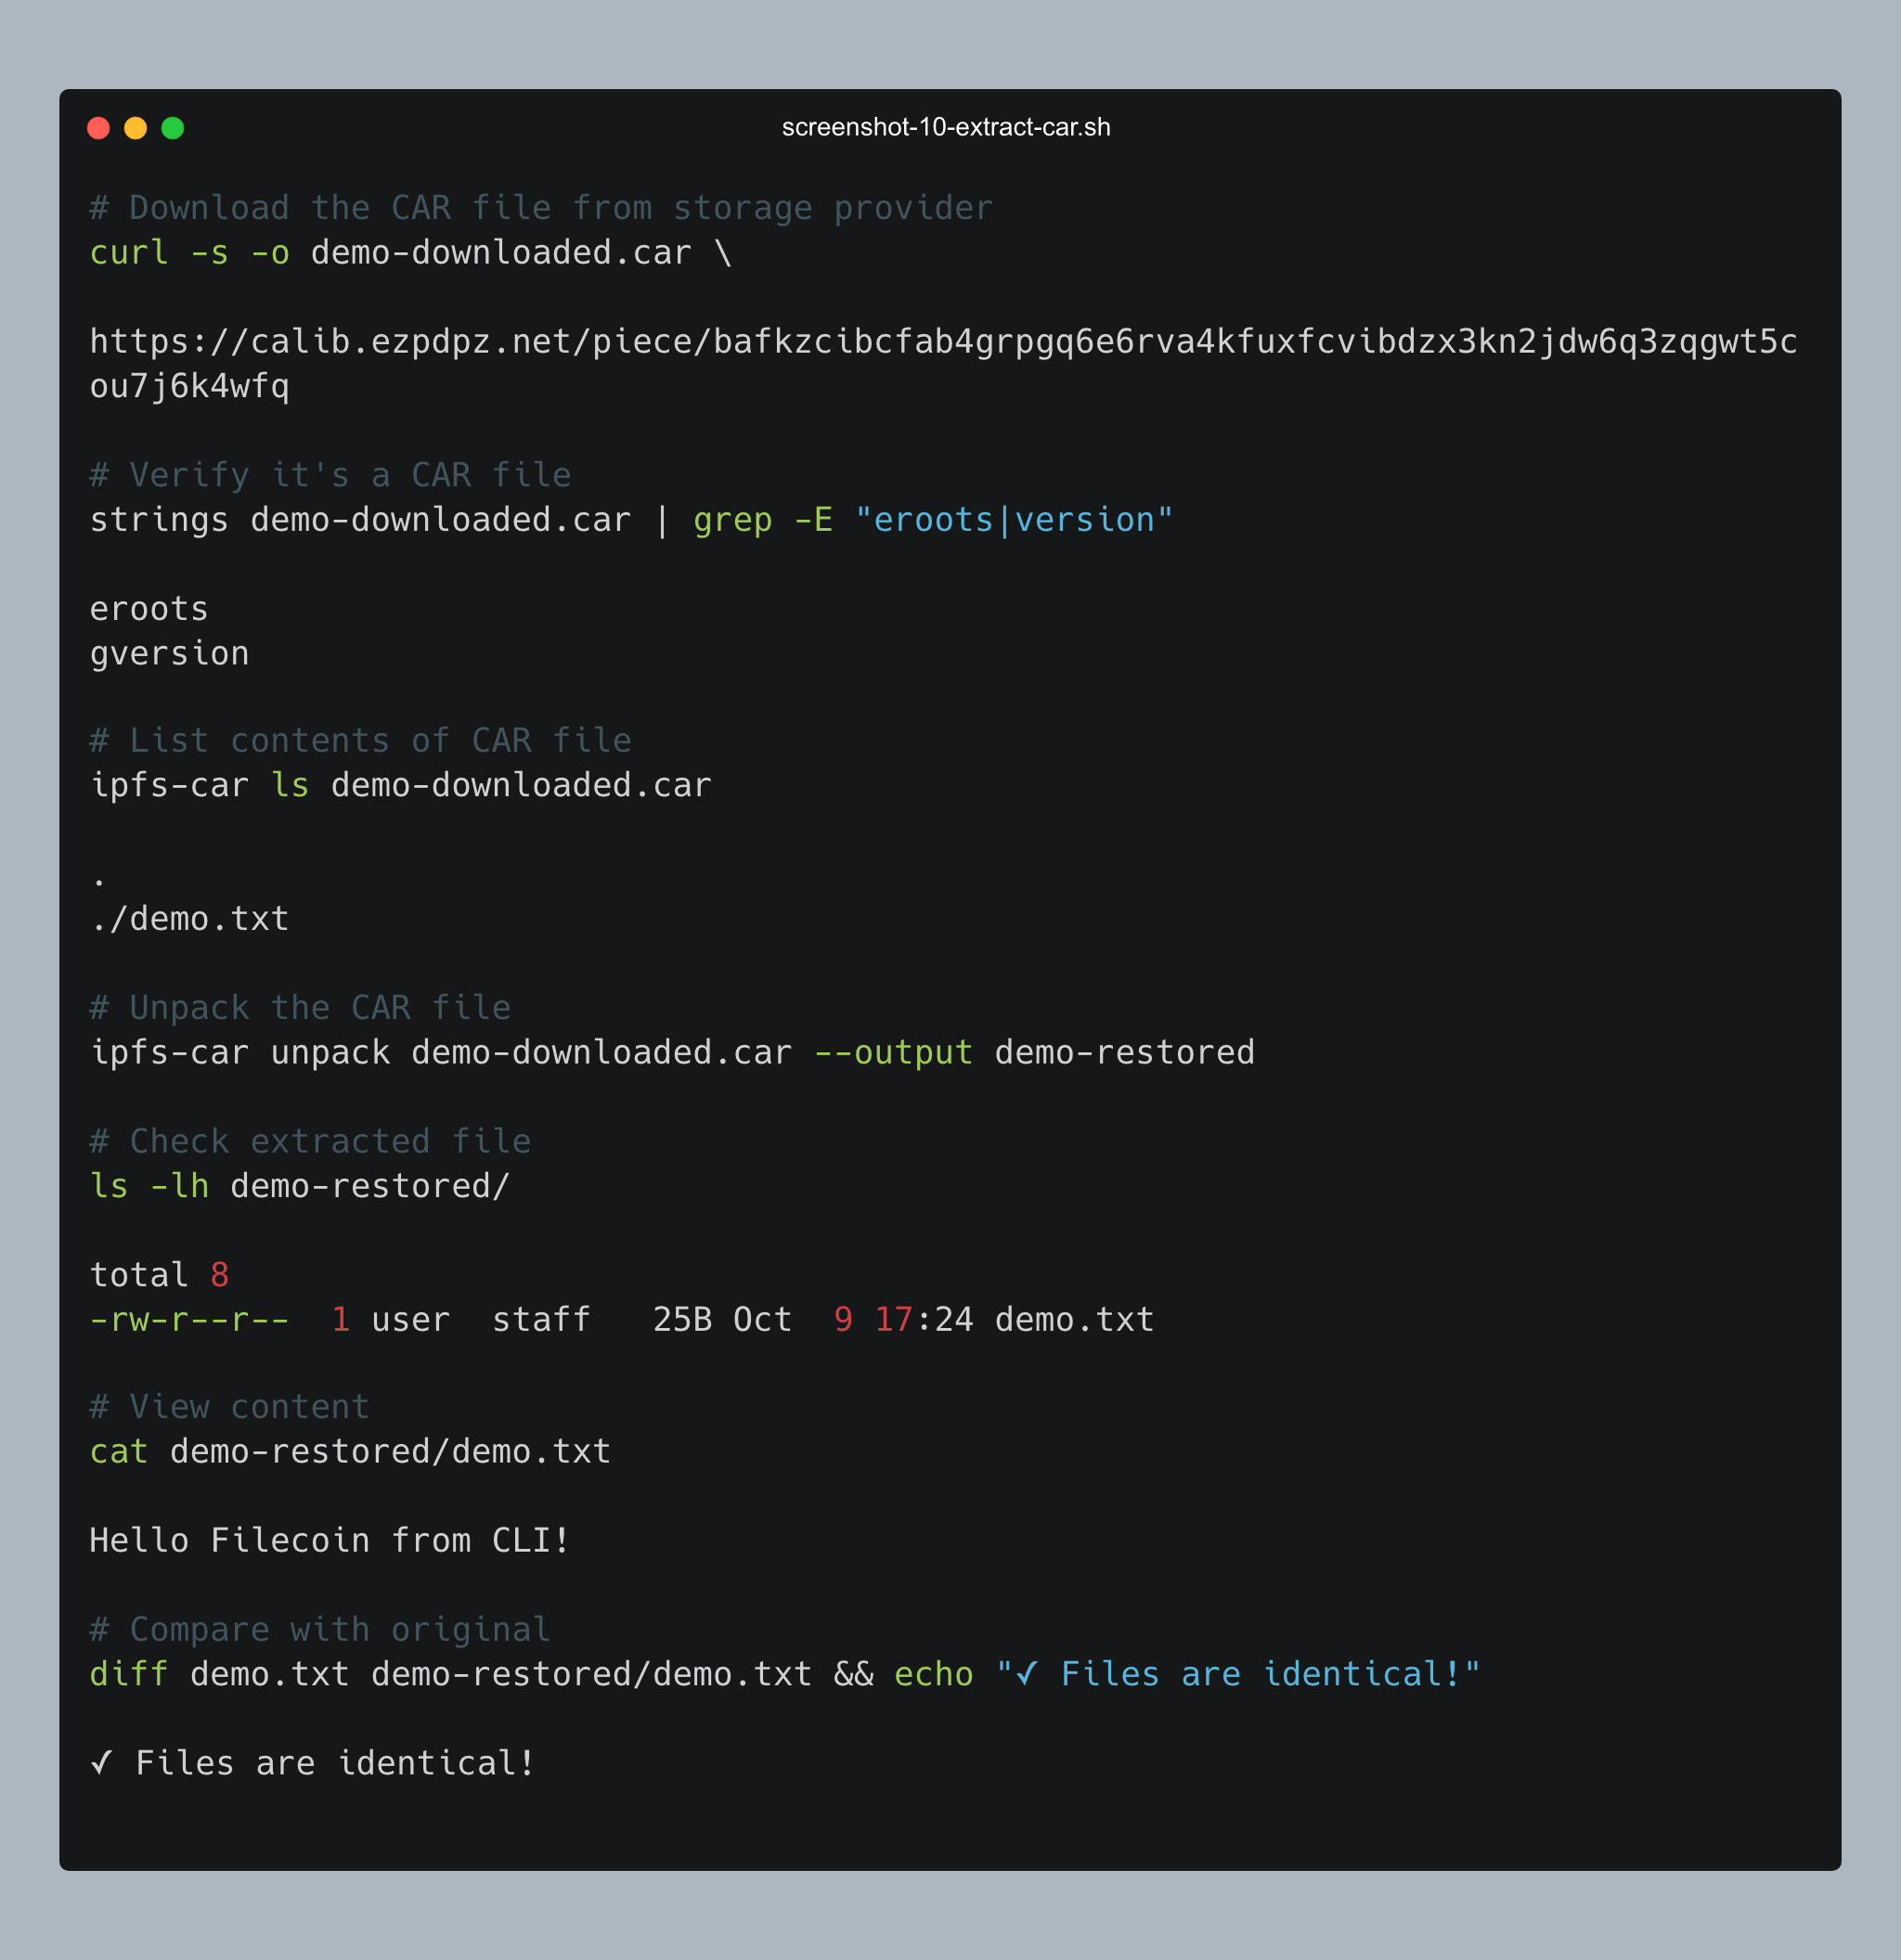 screenshot-10-extract-car.sh
# Download the CAR file from storage provider
curl -s -o demo-downloaded.car \
https://calib.ezpdpz.net/piece/bafkzcibcfab4grpgq6e6rva4kfuxfcvibdzx3kn2jdw6q3zqgwt5c
ou7j6k4wfq
# Verify it's a CAR file
strings demo-downloaded.car | grep -E "eroots|version"
eroots
gversion
# List contents of CAR file
ipfs-car ls demo-downloaded.car
.
./demo.txt
# Unpack the CAR file
ipfs-car unpack demo-downloaded.car --output demo-restored
# Check extracted file
ls -lh demo-restored/
total 8
-rw-r--r--  1 user  staff   25B Oct  9 17:24 demo.txt
# View content
cat demo-restored/demo.txt
Hello Filecoin from CLI!
# Compare with original
diff demo.txt demo-restored/demo.txt && echo "✓ Files are identical!"
✓ Files are identical!